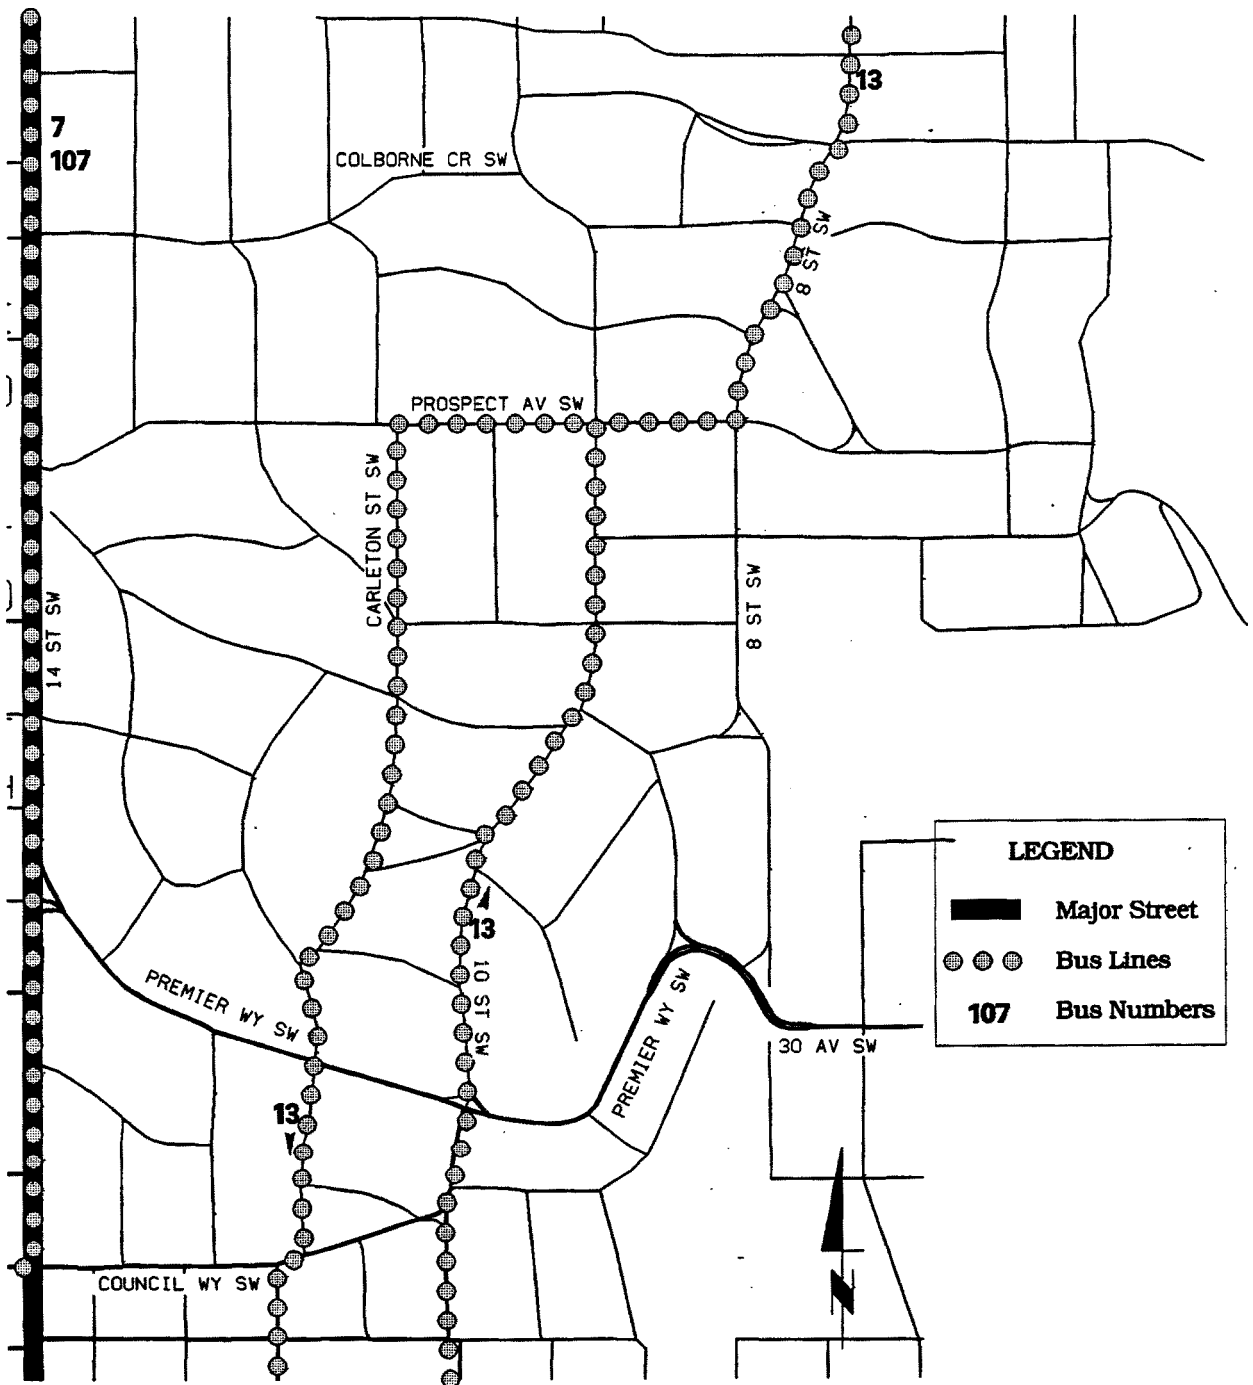 13
7
107
COLBORNE CR SW
8 ST SW
PROSPECT AV SW
CARLETON ST SW
14 ST SW
8 ST SW
LEGEND
Major Street
Bus Lines
107 Bus Numbers
13
10 ST SW
PREMIER WY SW
PREMIER WY SW
30 AV SW
13
COUNCIL WY SW
N